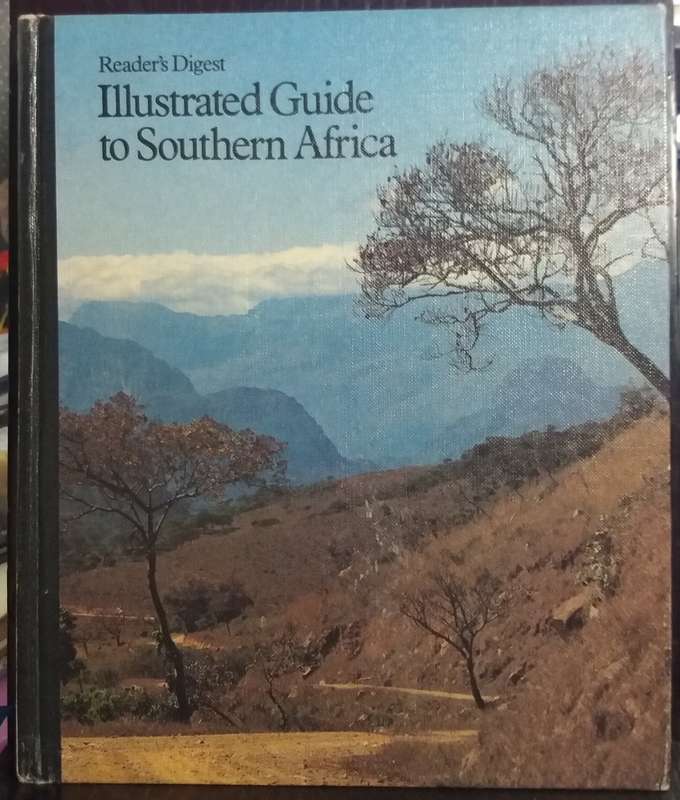 Reader's Digest
Illustrated Guide
to Southern Africa